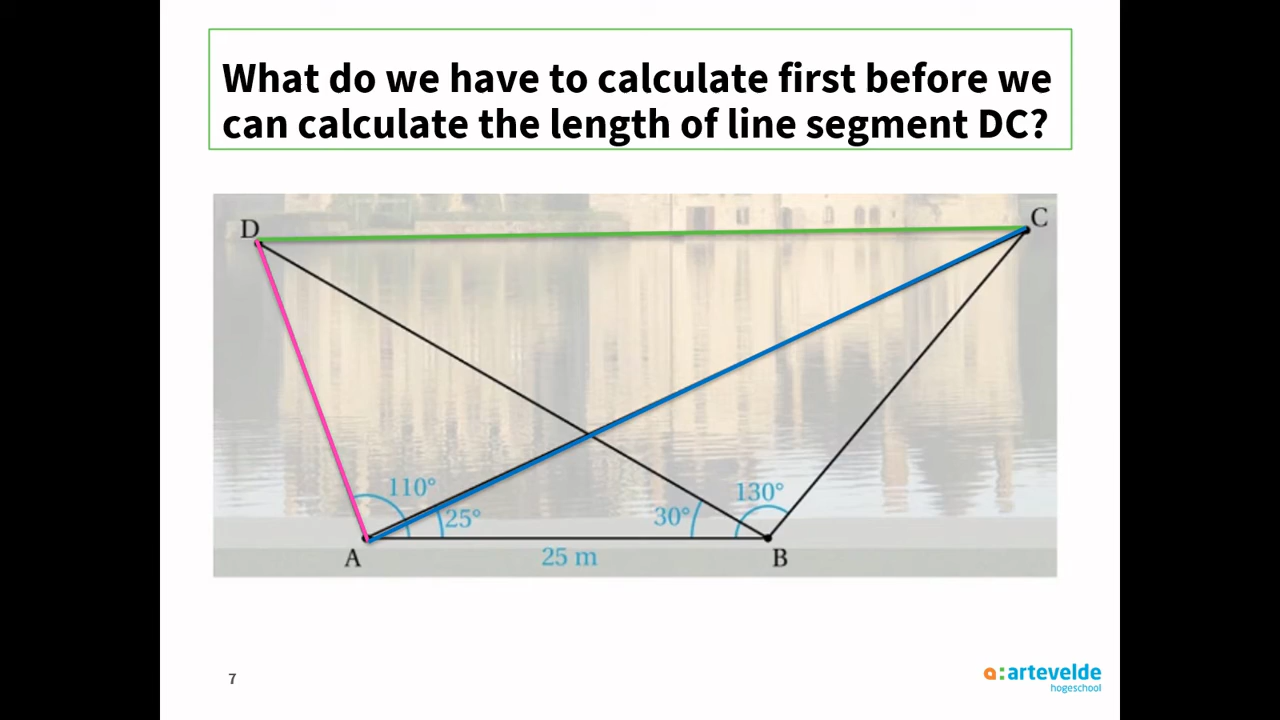 What do we have to calculate first before we
can calculate the length of line segment DC?
D
C
110°
25°
30°
130°
A
25 m
B
7
a:artevelde
hogeschool